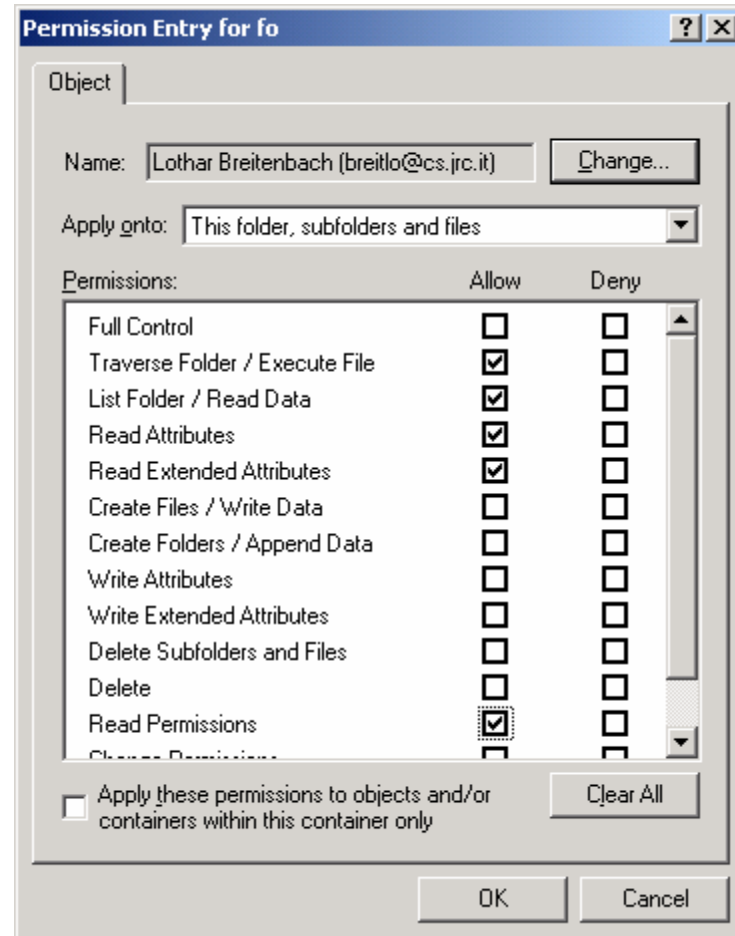 Permission Entry for fo
Object
Name: Lothar Breitenbach (breitlo@cs.jrc.it) Change...
Apply onto: This folder, subfolders and files
Permissions: Allow Deny
Full Control
Traverse Folder / Execute File
List Folder / Read Data
Read Attributes
Read Extended Attributes
Create Files / Write Data
Create Folders / Append Data
Write Attributes
Write Extended Attributes
Delete Subfolders and Files
Delete
Read Permissions
Change Permissions
Apply these permissions to objects and/or
containers within this container only
Clear All
OK Cancel